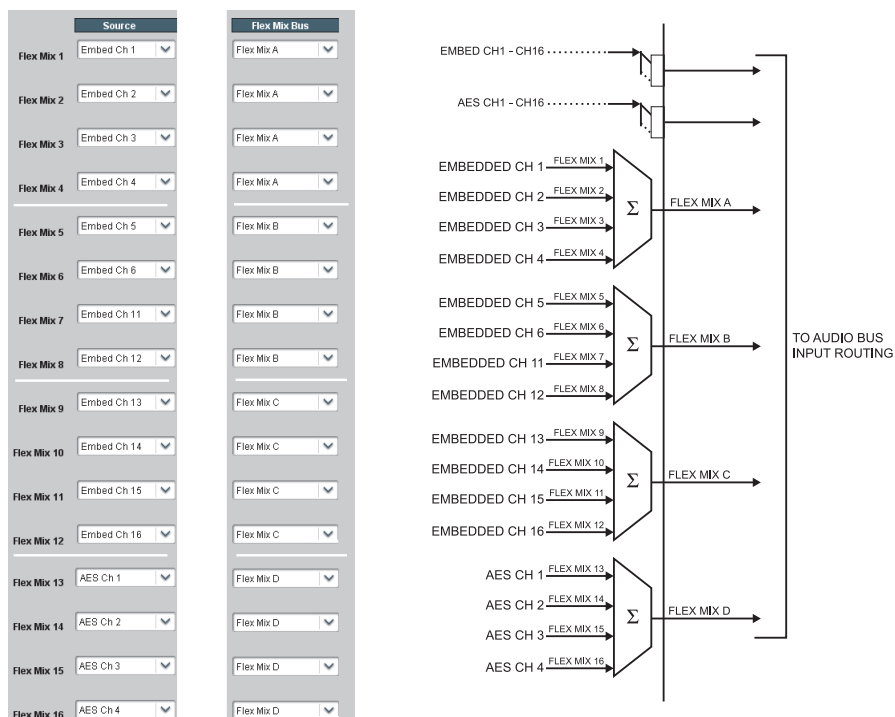 Source Flex Mix Bus
Flex Mix 1 Embed Ch 1 Flex Mix A
Flex Mix 2 Embed Ch 2 Flex Mix A
Flex Mix 3 Embed Ch 3 Flex Mix A
Flex Mix 4 Embed Ch 4 Flex Mix A
Flex Mix 5 Embed Ch 5 Flex Mix B
Flex Mix 6 Embed Ch 6 Flex Mix B
Flex Mix 7 Embed Ch 11 Flex Mix B
Flex Mix 8 Embed Ch 12 Flex Mix B
Flex Mix 9 Embed Ch 13 Flex Mix C
Flex Mix 10 Embed Ch 14 Flex Mix C
Flex Mix 11 Embed Ch 15 Flex Mix C
Flex Mix 12 Embed Ch 16 Flex Mix C
Flex Mix 13 AES Ch 1 Flex Mix D
Flex Mix 14 AES Ch 2 Flex Mix D
Flex Mix 15 AES Ch 3 Flex Mix D
Flex Mix 16 AES Ch 4 Flex Mix D
EMBED CH1 - CH16
AES CH1 - CH16
EMBEDDED CH 1 FLEX MIX 1
EMBEDDED CH 2 FLEX MIX 2
EMBEDDED CH 3 FLEX MIX 3
EMBEDDED CH 4 FLEX MIX 4
Σ FLEX MIX A
EMBEDDED CH 5 FLEX MIX 5
EMBEDDED CH 6 FLEX MIX 6
EMBEDDED CH 11 FLEX MIX 7
EMBEDDED CH 12 FLEX MIX 8
Σ FLEX MIX B
EMBEDDED CH 13 FLEX MIX 9
EMBEDDED CH 14 FLEX MIX 10
EMBEDDED CH 15 FLEX MIX 11
EMBEDDED CH 16 FLEX MIX 12
Σ FLEX MIX C
AES CH 1 FLEX MIX 13
AES CH 2 FLEX MIX 14
AES CH 3 FLEX MIX 15
AES CH 4 FLEX MIX 16
Σ FLEX MIX D
TO AUDIO BUS
INPUT ROUTING